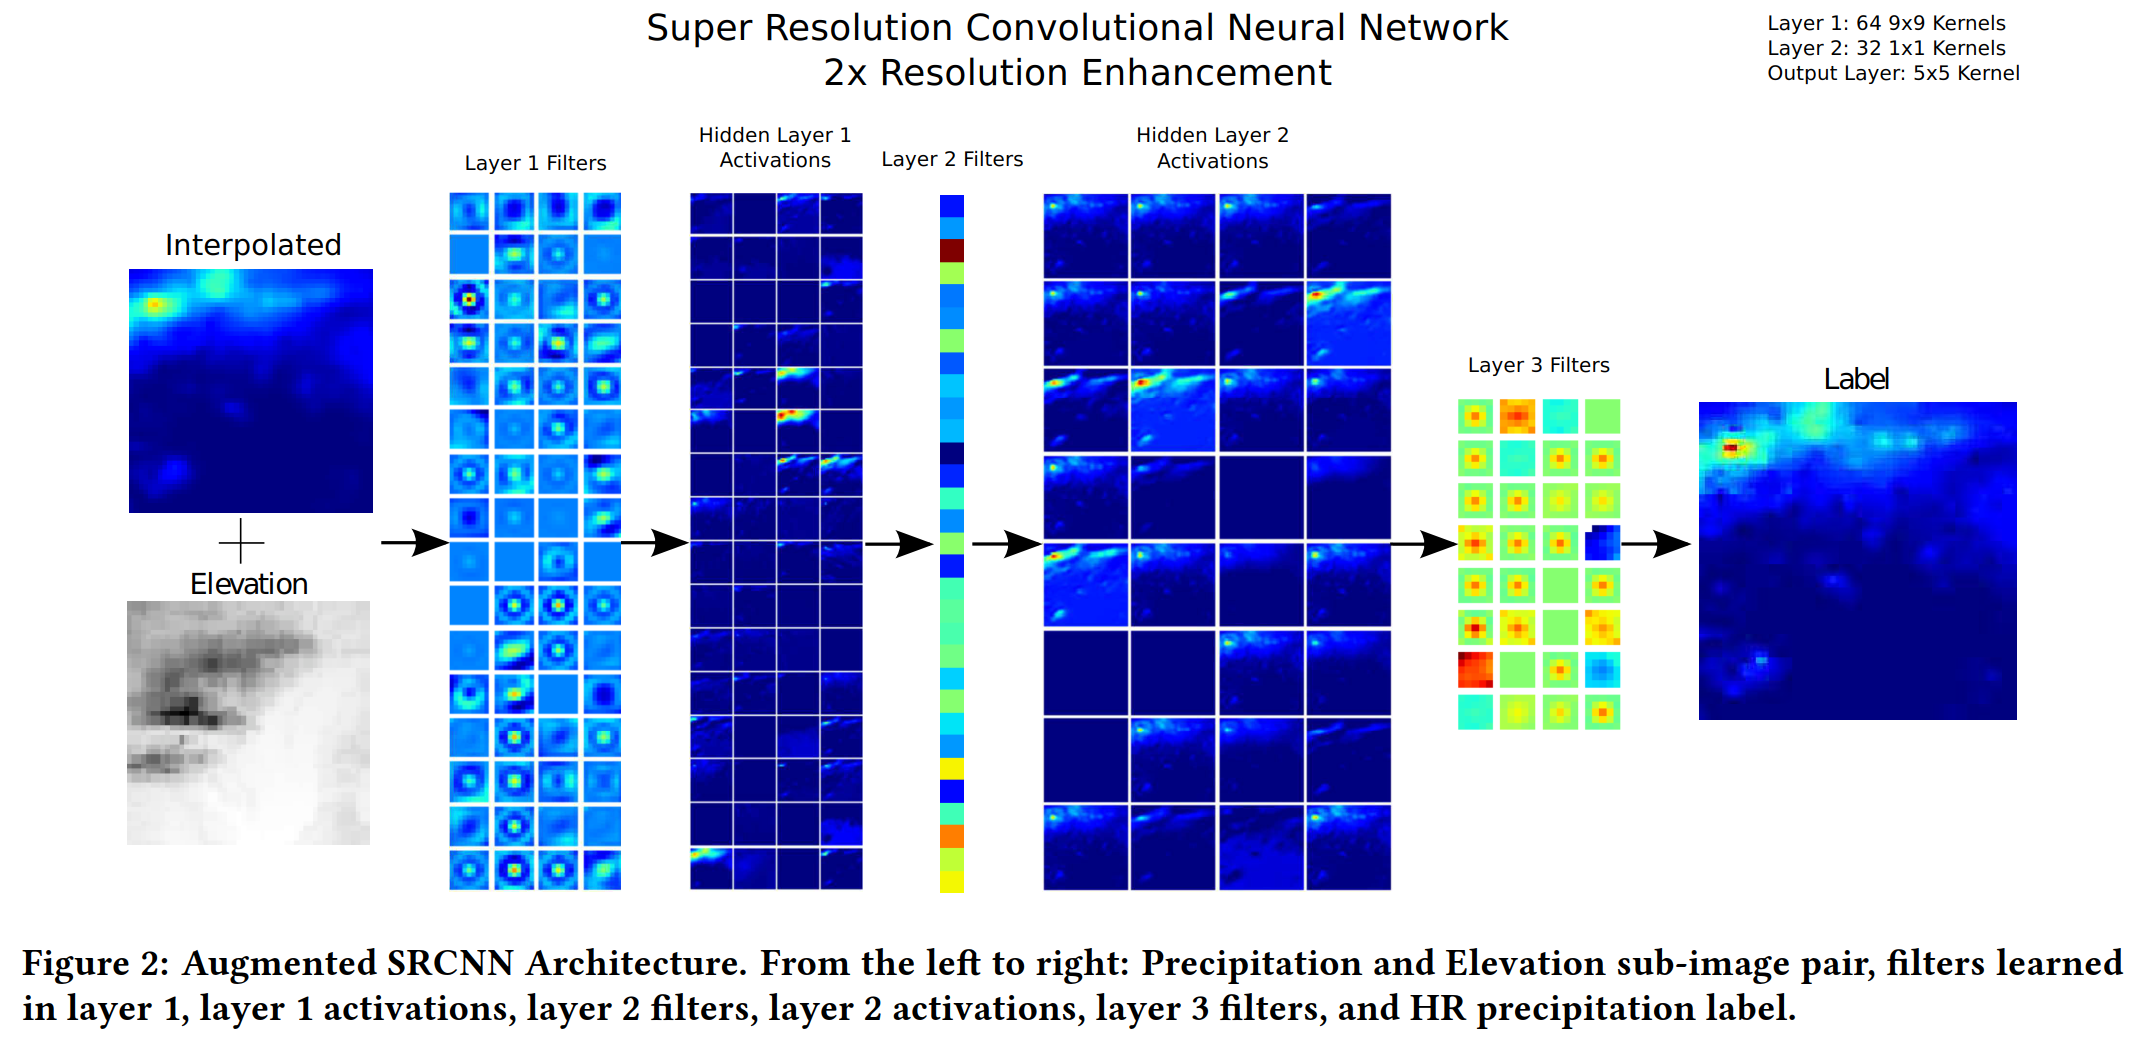 Super Resolution Convolutional Neural Network
2x Resolution Enhancement
Layer 1: 64 9x9 Kernels
Layer 2: 32 1x1 Kernels
Output Layer: 5x5 Kernel
Interpolated
Elevation
Layer 1 Filters
Hidden Layer 1
Activations
Layer 2 Filters
Hidden Layer 2
Activations
Layer 3 Filters
Label
Figure 2: Augmented SRCNN Architecture. From the left to right: Precipitation and Elevation sub-image pair, filters learned
in layer 1, layer 1 activations, layer 2 filters, layer 2 activations, layer 3 filters, and HR precipitation label.